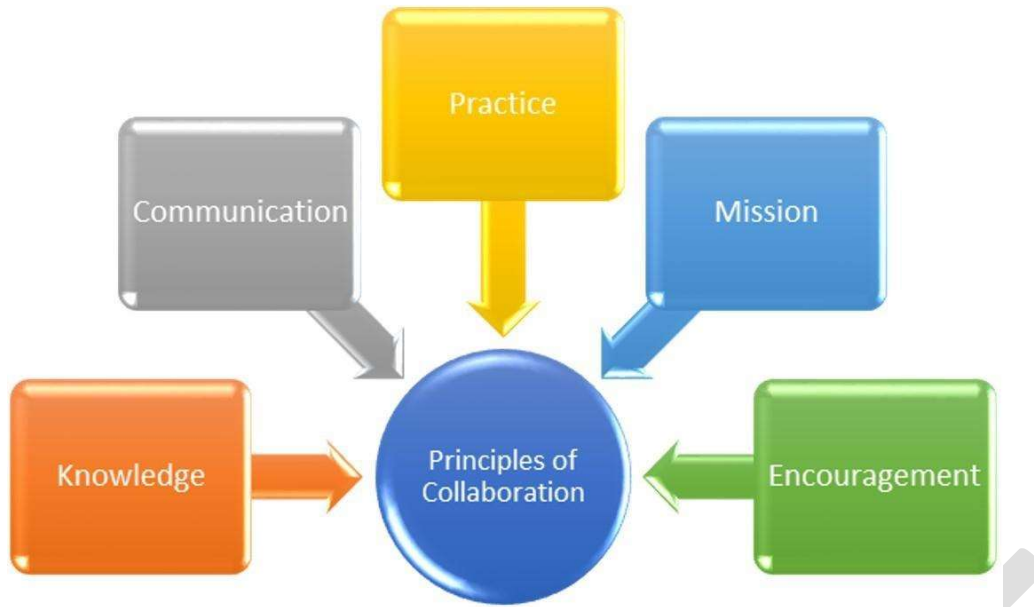 Practice
Communication
Mission
Knowledge
Principles of
Collaboration
Encouragement